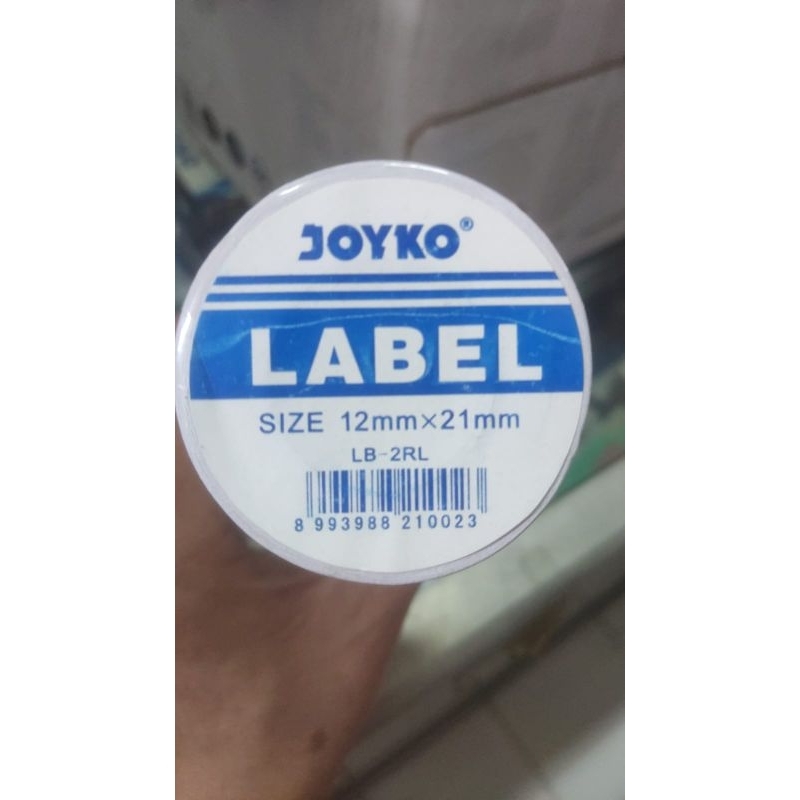 JOYKO®
LABEL
SIZE 12mm×21mm
LB-2RL
8 993988 210023